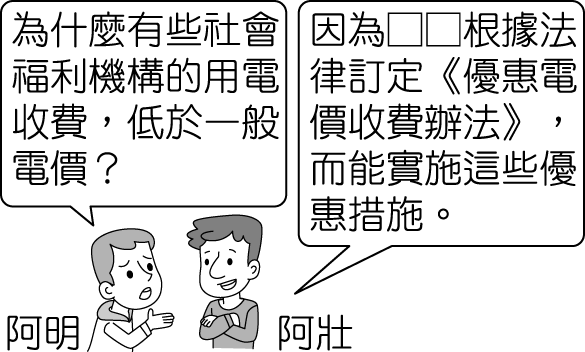 為什麼有些社會
福利機構的用電
收費，低於一般
電價？
因為□□根據法
律訂定《優惠電
價收費辦法》，
而能實施這些優
惠措施。
阿明
阿壯